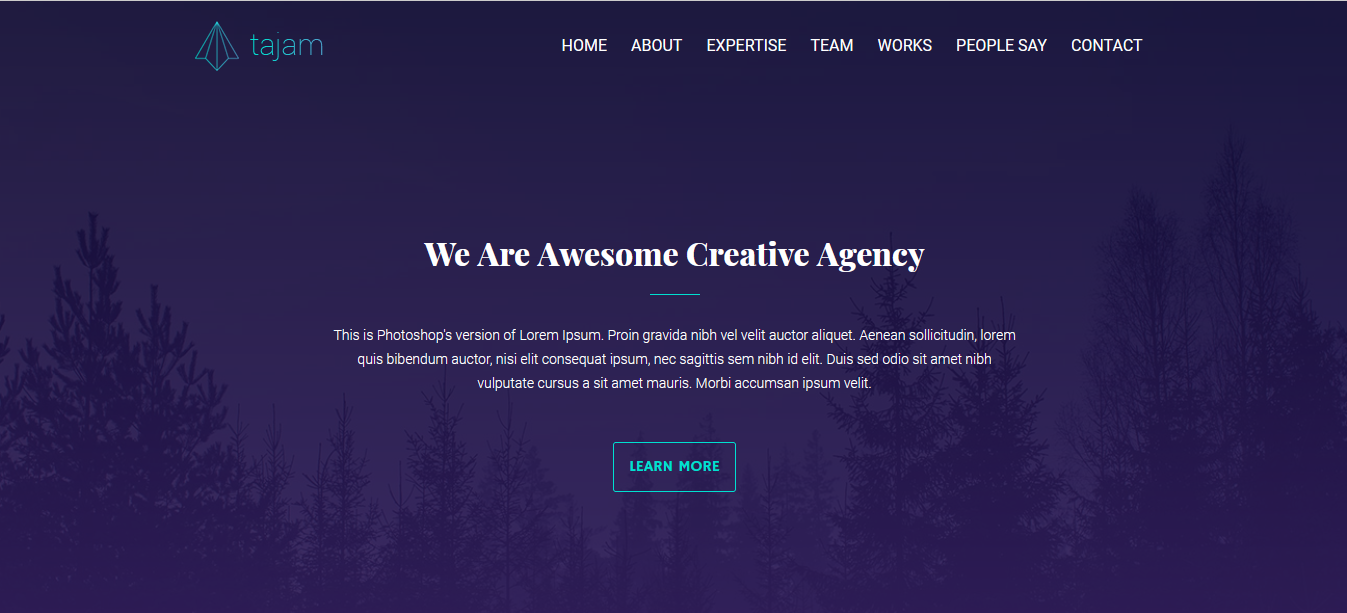 tajam
HOME ABOUT EXPERTISE TEAM WORKS PEOPLE SAY CONTACT
We Are Awesome Creative Agency
This is Photoshop's version of Lorem Ipsum. Proin gravida nibh vel velit auctor aliquet. Aenean sollicitudin, lorem
quis bibendum auctor, nisi elit consequat ipsum, nec sagittis sem nibh id elit. Duis sed odio sit amet nibh
vulputate cursus a sit amet mauris. Morbi accumsan ipsum velit.
LEARN MORE